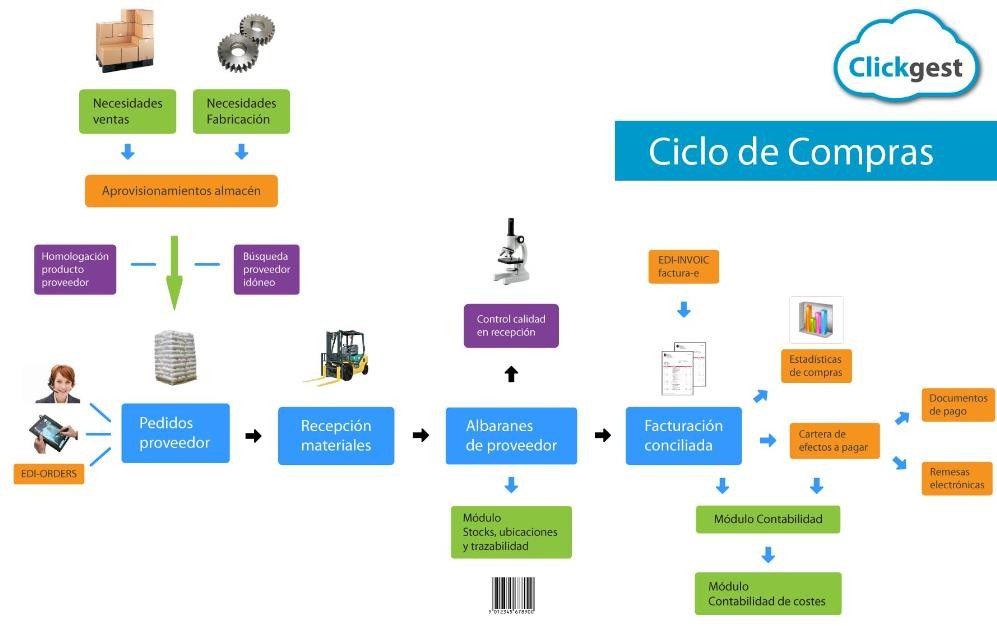 Clickgest
Ciclo de Compras
Necesidades
ventas
Necesidades
Fabricación
Aprovisionamientos almacén
Homologación
producto
proveedor
Búsqueda
proveedor
idóneo
Control calidad
en recepción
EDI-INVOIC
factura-e
Estadísticas
de compras
EDI-ORDERS
Pedidos
proveedor
Recepción
materiales
Albaranes
de proveedor
Facturación
conciliada
Cartera de
efectos a pagar
Documentos
de pago
Remesas
electrónicas
Módulo
Stocks, ubicaciones
y trazabilidad
Módulo Contabilidad
Módulo
Contabilidad de costes